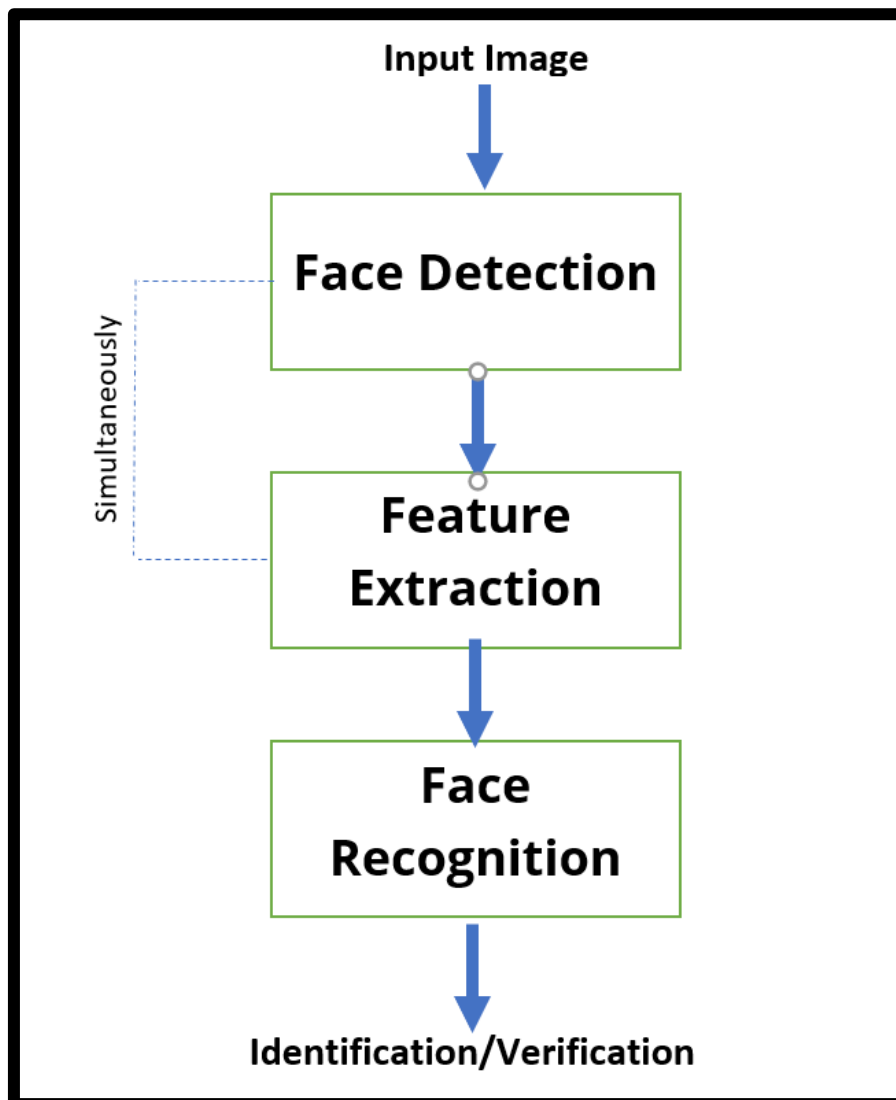 Input Image
Face Detection
Simultaneously
Feature
Extraction
Face
Recognition
Identification/Verification